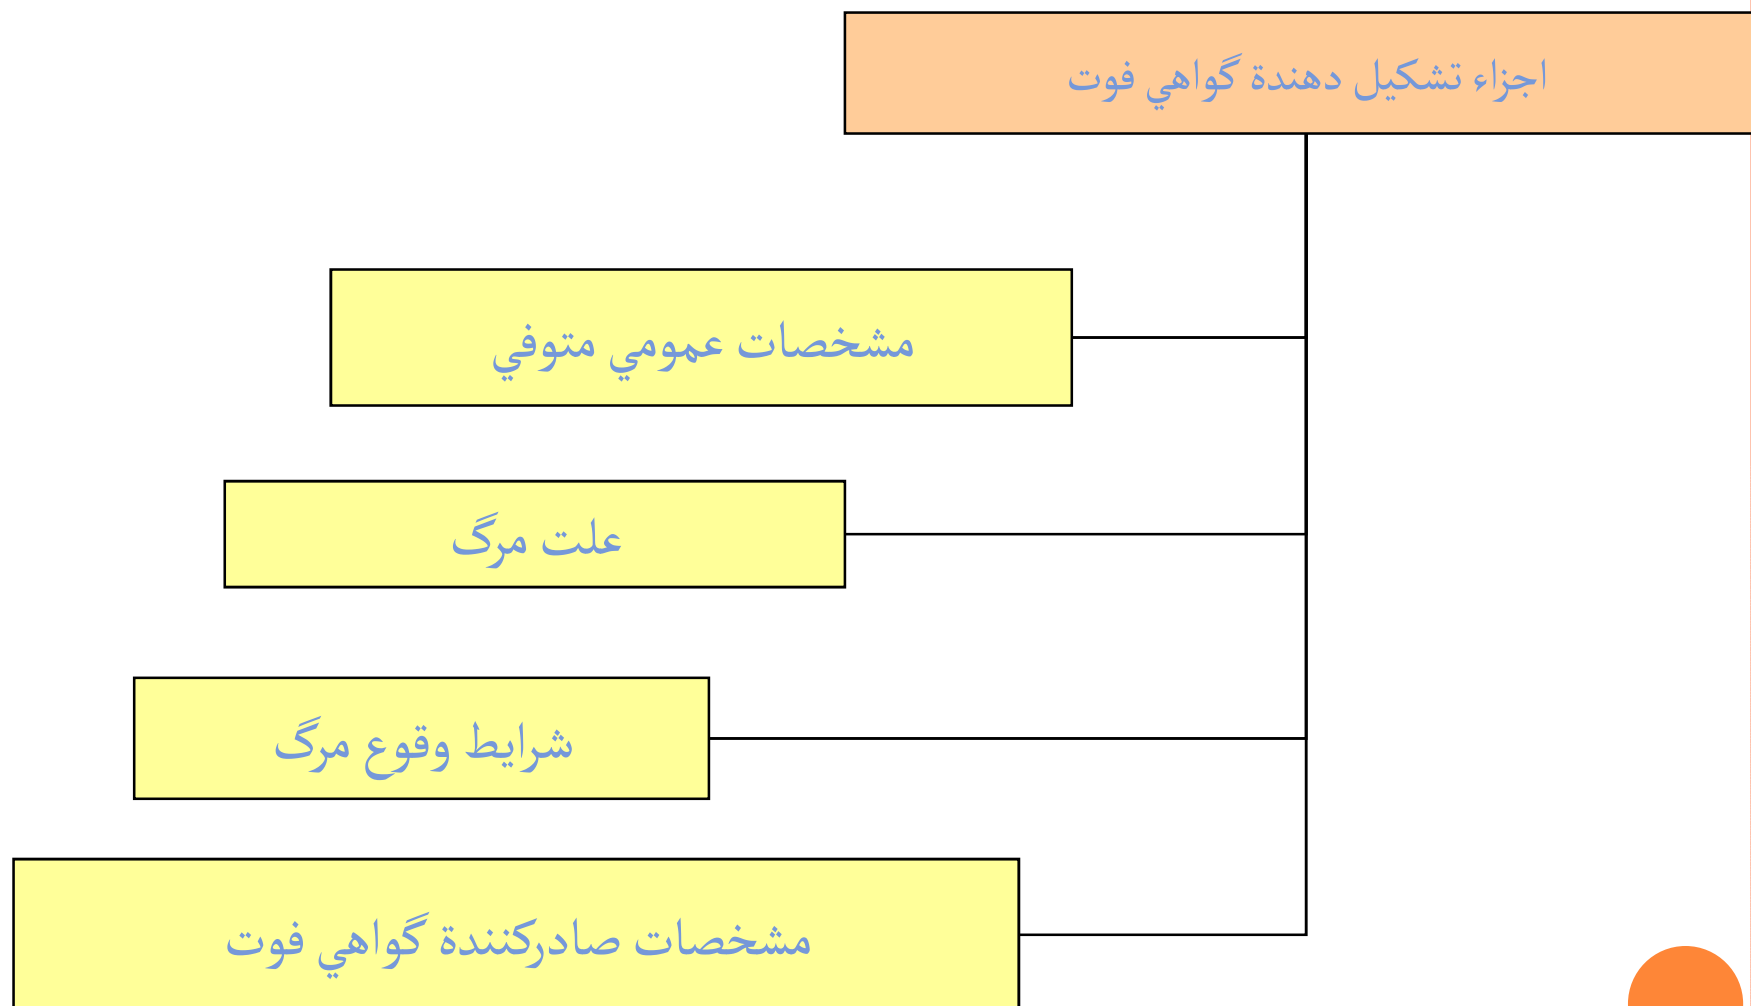 اجزاء تشكيل دهندة گواهي فوت
مشخصات عمومي متوفي
علت مرگ
شرايط وقوع مرگ
مشخصات صادركنندة گواهي فوت